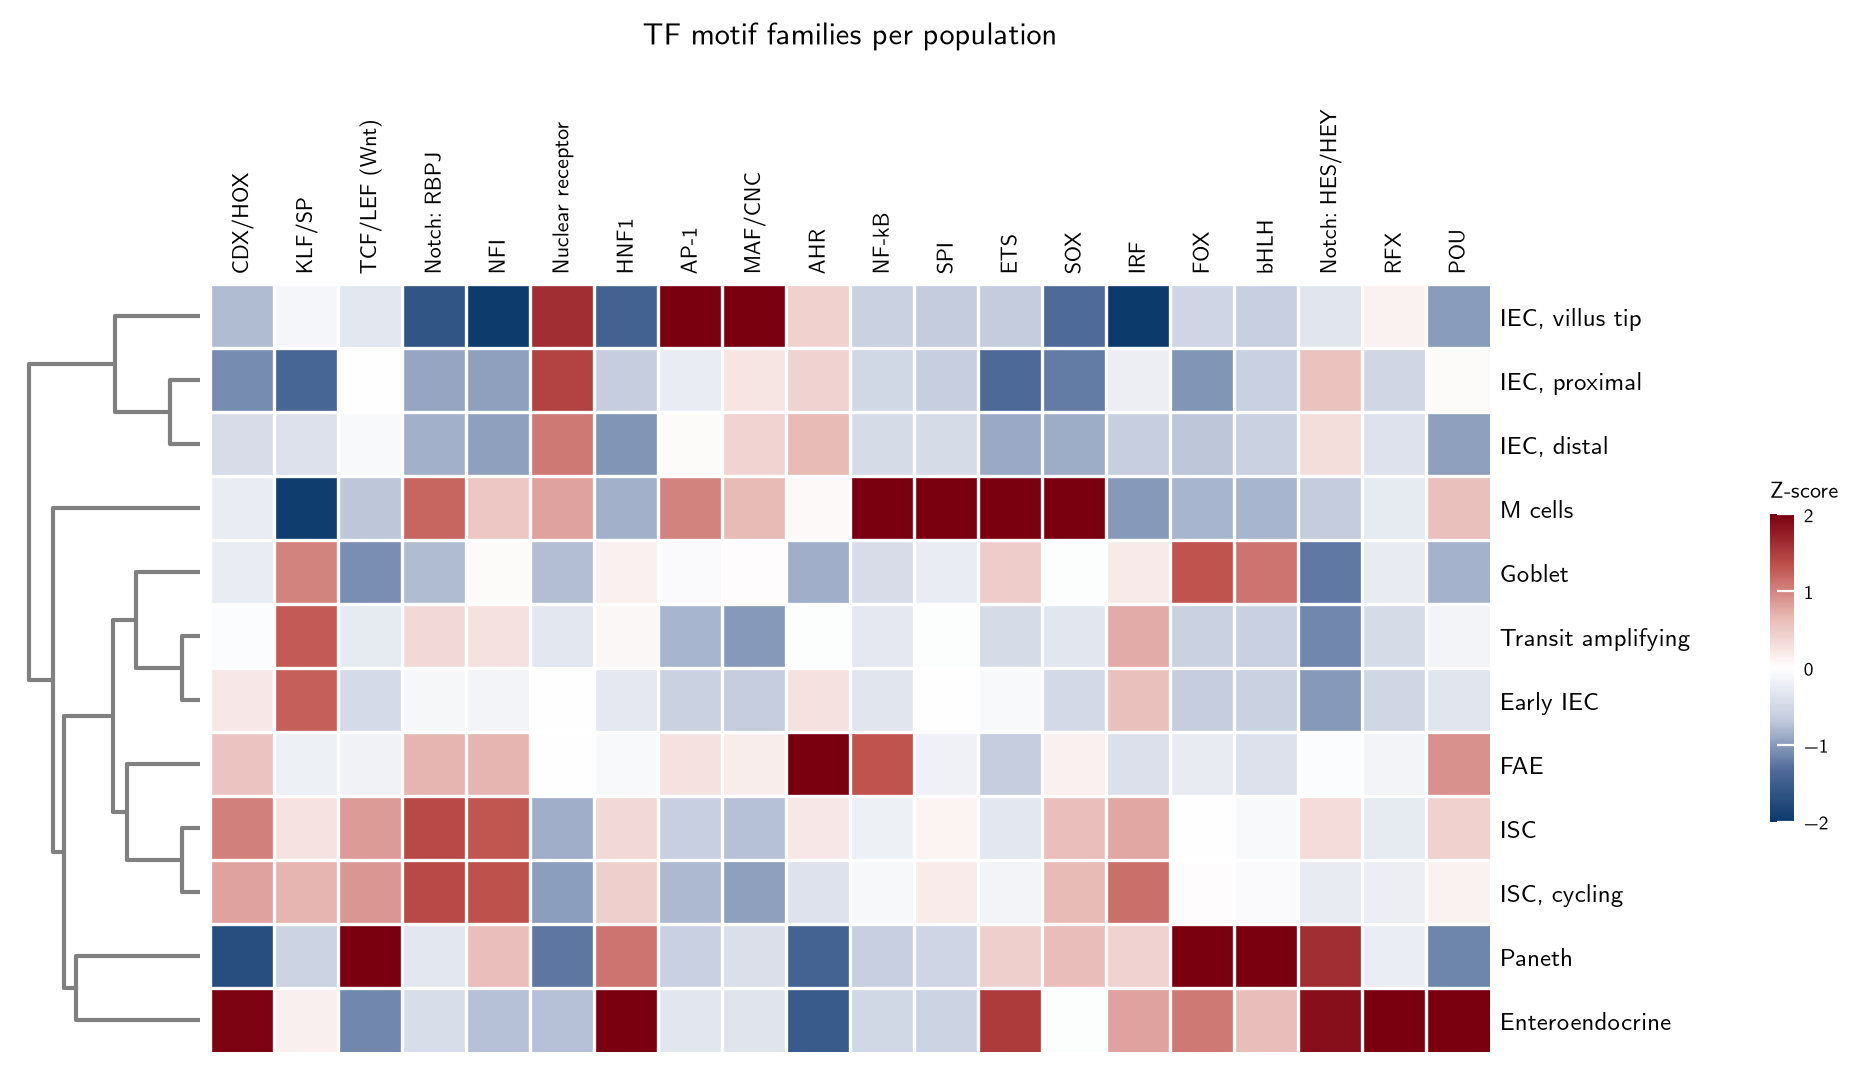 TF motif families per population
CDX/HOX
KLF/SP
TCF/LEF (Wnt)
Notch: RBPJ
NFI
Nuclear receptor
HNF1
AP-1
MAF/CNC
AHR
NF-kB
SPI
ETS
SOX
IRF
FOX
bHLH
Notch: HES/HEY
RFX
POU
IEC, villus tip
IEC, proximal
IEC, distal
M cells
Goblet
Transit amplifying
Early IEC
FAE
ISC
ISC, cycling
Paneth
Enteroendocrine
Z-score
2
1
0
−1
−2